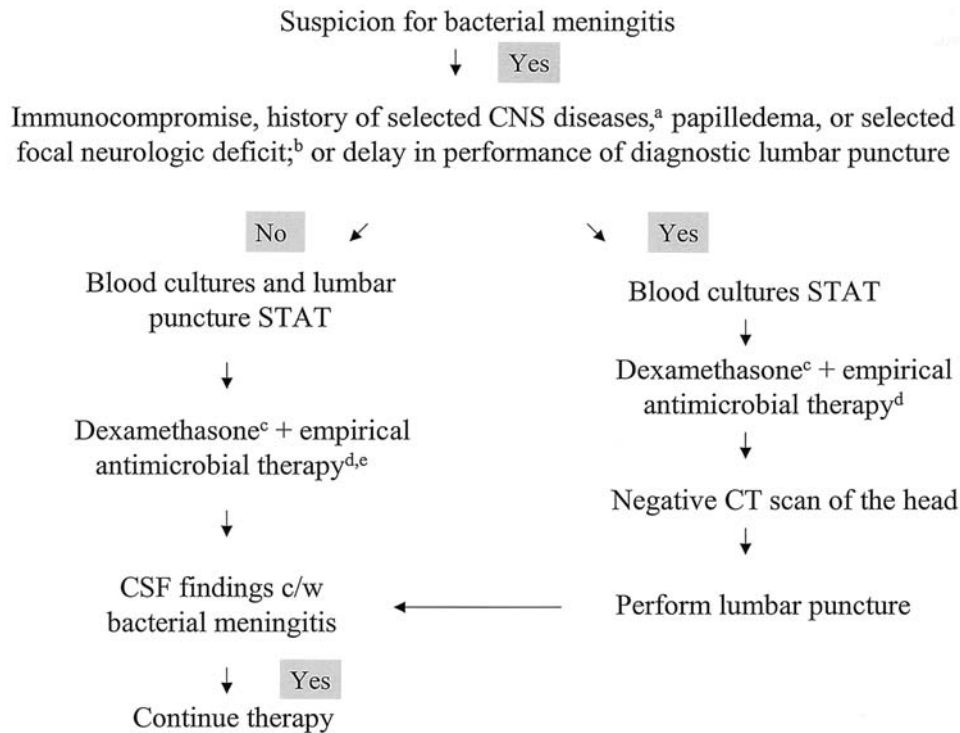 Suspicion for bacterial meningitis
Yes
Immunocompromise, history of selected CNS diseases,ᵃ papilledema, or selected
focal neurologic deficit;ᵇ or delay in performance of diagnostic lumbar puncture
No
Yes
Blood cultures and lumbar
puncture STAT
Blood cultures STAT
Dexamethasoneᶜ + empirical
antimicrobial therapyᵈ
Dexamethasoneᶜ + empirical
antimicrobial therapyᵈ,ᵉ
Negative CT scan of the head
CSF findings c/w
bacterial meningitis
Perform lumbar puncture
Yes
Continue therapy